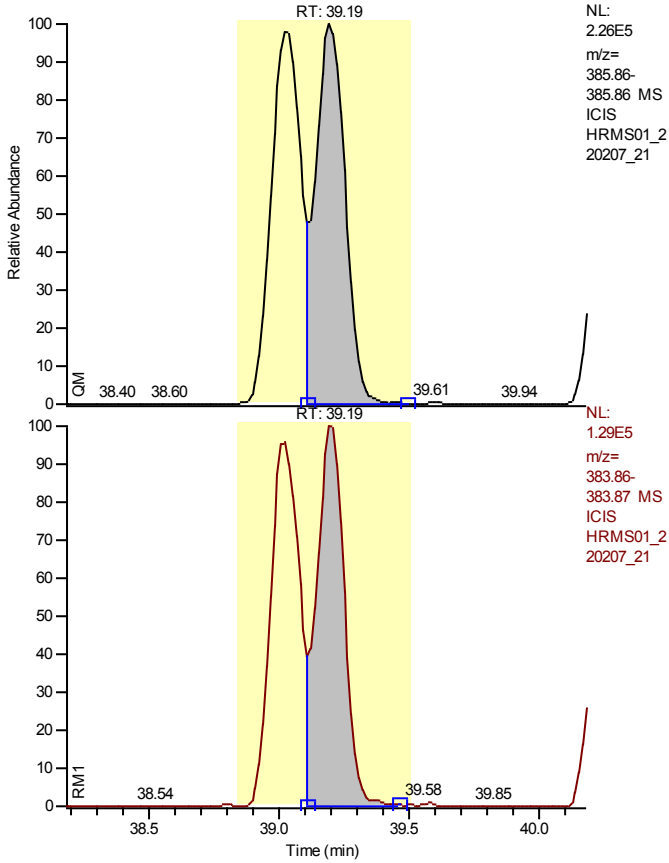 RT: 39.19
NL:
2.26E5
m/z=
385.86-
385.86 MS
ICIS
HRMS01_2
20207_21
100
90
80
70
60
50
40
30
20
10
0
Relative Abundance
QM
38.40 38.60 39.61 39.94
RT: 39.19
NL:
1.29E5
m/z=
383.86-
383.87 MS
ICIS
HRMS01_2
20207_21
100
90
80
70
60
50
40
30
20
10
0
RM1
38.54 39.58 39.85
38.5 39.0 39.5 40.0
Time (min)